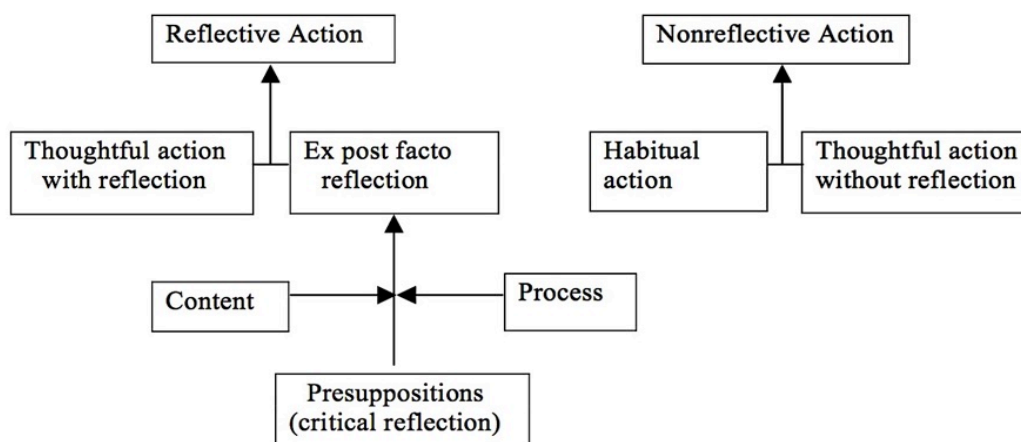 Reflective Action
Nonreflective Action
Thoughtful action
with reflection
Ex post facto
reflection
Habitual
action
Thoughtful action
without reflection
Content
Process
Presuppositions
(critical reflection)